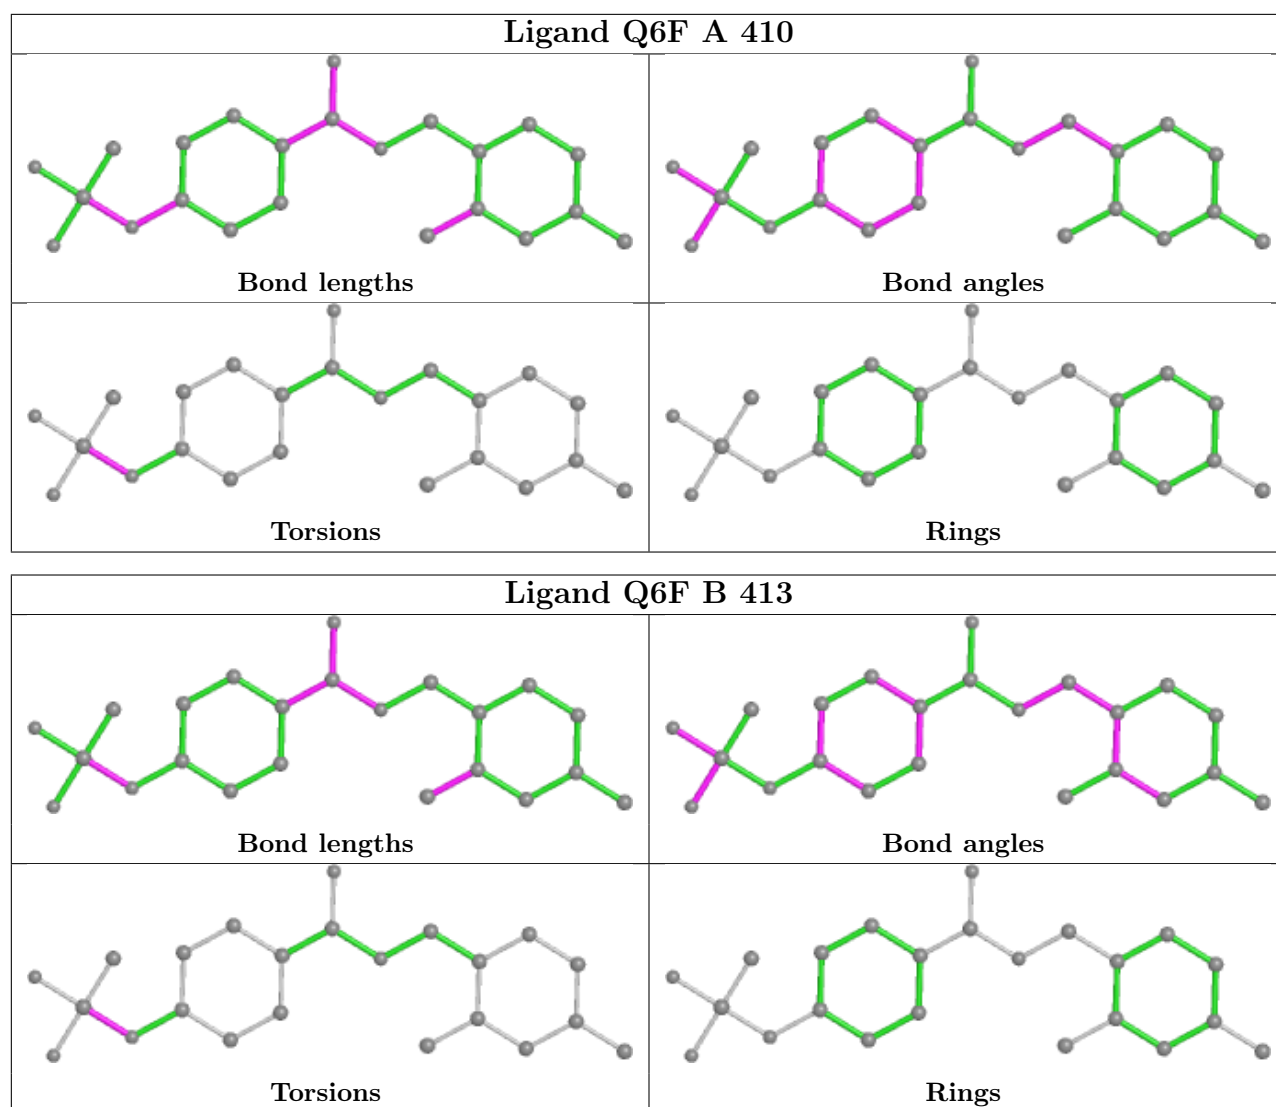 Ligand Q6F A 410
Bond lengths
Bond angles
Torsions
Rings
Ligand Q6F B 413
Bond lengths
Bond angles
Torsions
Rings